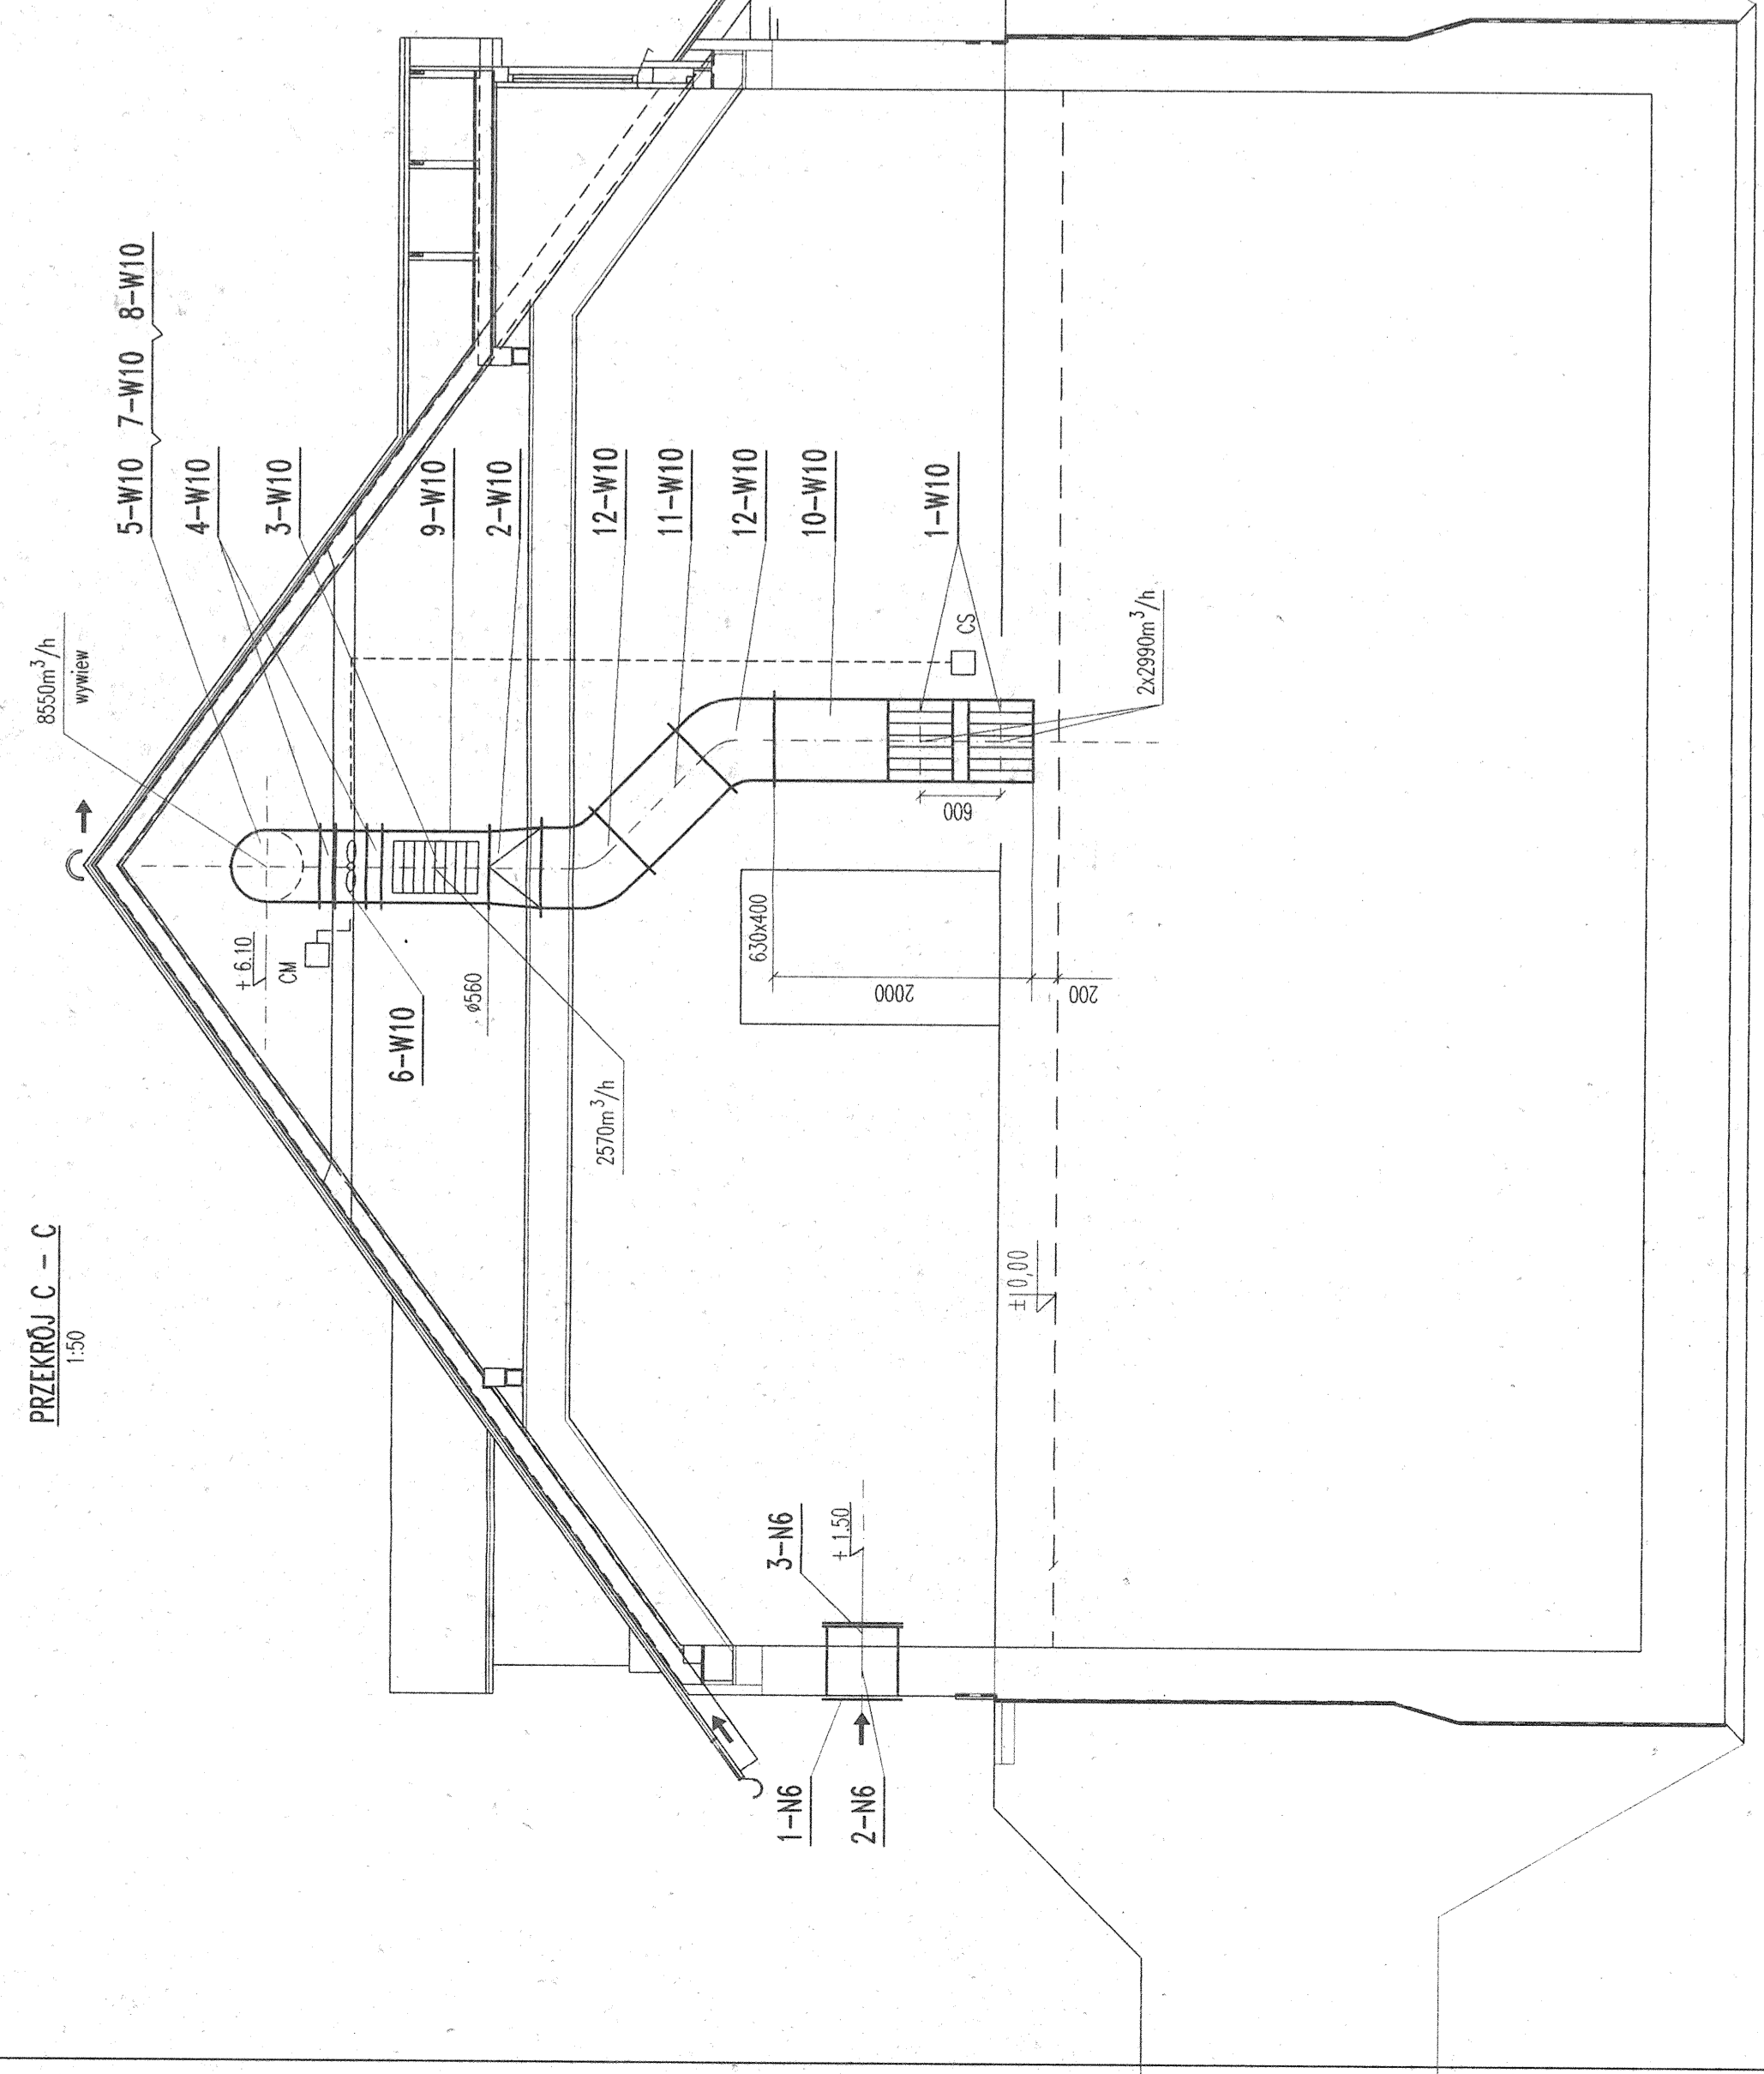 PRZEKRÓJ C - C
1:50
8550m³/h
wywiew
5-W10 7-W10 8-W10
4-W10
3-W10
9-W10
2-W10
12-W10
11-W10
12-W10
10-W10
1-W10
+6.10
CM
6-W10
ø560
2570m³/h
CS
2x2990m³/h
600
630x400
2000
200
±0,00
3-N6
+1.50
1-N6
2-N6